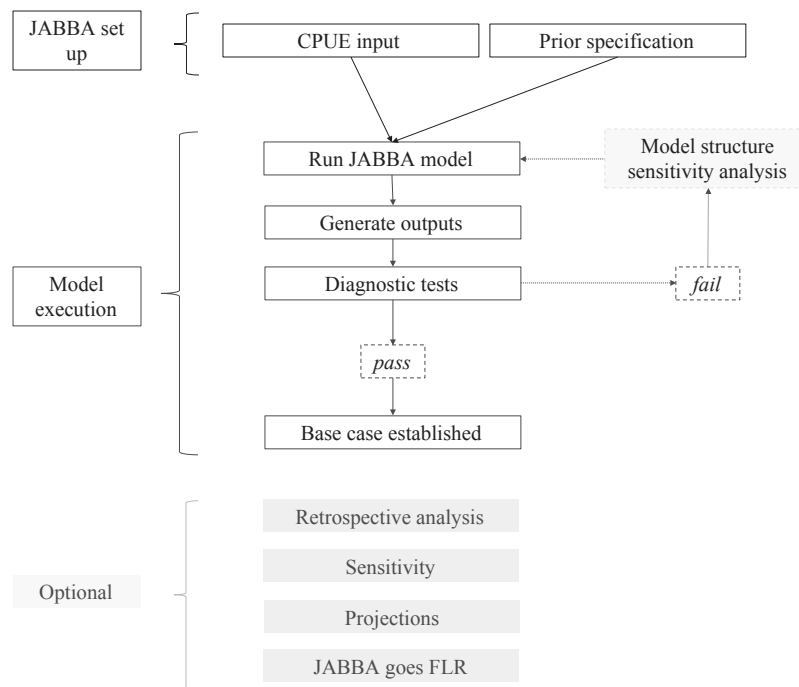 JABBA set
up
CPUE input
Prior specification
Run JABBA model
Model structure
sensitivity analysis
Generate outputs
Model
execution
Diagnostic tests
fail
pass
Base case established
Optional
Retrospective analysis
Sensitivity
Projections
JABBA goes FLR